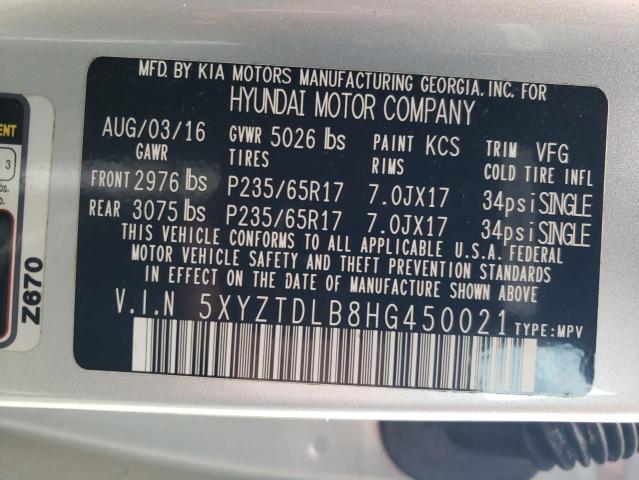 MFD. BY KIA MOTORS MANUFACTURING GEORGIA, INC. FOR
HYUNDAI MOTOR COMPANY
AUG/03/16 GVWR 5026 lbs PAINT KCS TRIM VFG
GAWR TIRES RIMS COLD TIRE INFL
FRONT 2976 lbs P235/65R17 7.0JX17 34psi SINGLE
REAR 3075 lbs P235/65R17 7.0JX17 34psi SINGLE
THIS VEHICLE CONFORMS TO ALL APPLICABLE U.S.A. FEDERAL
MOTOR VEHICLE SAFETY AND THEFT PREVENTION STANDARDS
IN EFFECT ON THE DATE OF MANUFACTURE SHOWN ABOVE.
V.I.N 5XYZTDLB8HG450021 TYPE: MPV
3
Z670